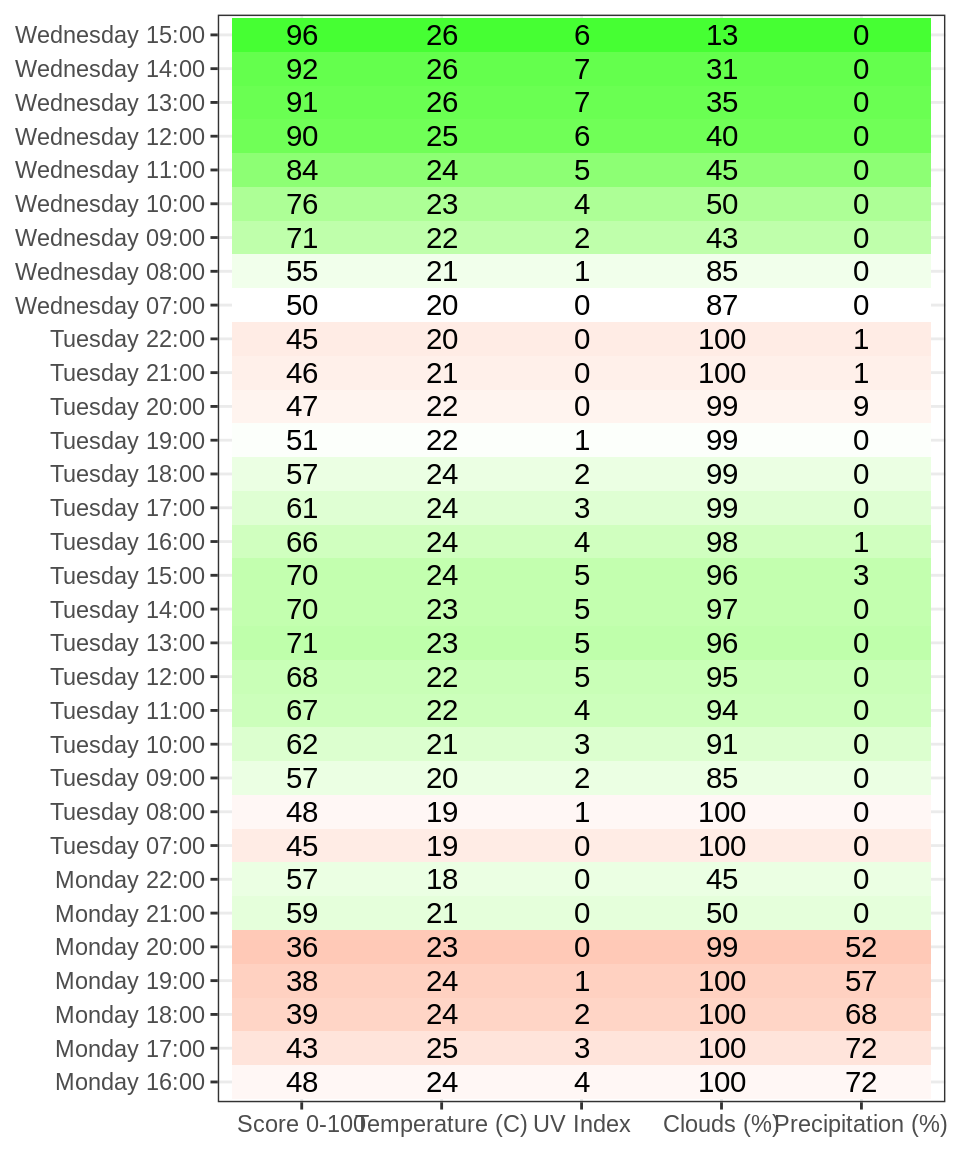 Wednesday 15:00 96 26 6 13 0
Wednesday 14:00 92 26 7 31 0
Wednesday 13:00 91 26 7 35 0
Wednesday 12:00 90 25 6 40 0
Wednesday 11:00 84 24 5 45 0
Wednesday 10:00 76 23 4 50 0
Wednesday 09:00 71 22 2 43 0
Wednesday 08:00 55 21 1 85 0
Wednesday 07:00 50 20 0 87 0
Tuesday 22:00 45 20 0 100 1
Tuesday 21:00 46 21 0 100 1
Tuesday 20:00 47 22 0 99 9
Tuesday 19:00 51 22 1 99 0
Tuesday 18:00 57 24 2 99 0
Tuesday 17:00 61 24 3 99 0
Tuesday 16:00 66 24 4 98 1
Tuesday 15:00 70 24 5 96 3
Tuesday 14:00 70 23 5 97 0
Tuesday 13:00 71 23 5 96 0
Tuesday 12:00 68 22 5 95 0
Tuesday 11:00 67 22 4 94 0
Tuesday 10:00 62 21 3 91 0
Tuesday 09:00 57 20 2 85 0
Tuesday 08:00 48 19 1 100 0
Tuesday 07:00 45 19 0 100 0
Monday 22:00 57 18 0 45 0
Monday 21:00 59 21 0 50 0
Monday 20:00 36 23 0 99 52
Monday 19:00 38 24 1 100 57
Monday 18:00 39 24 2 100 68
Monday 17:00 43 25 3 100 72
Monday 16:00 48 24 4 100 72
Score 0-100 Temperature (C) UV Index Clouds (%) Precipitation (%)